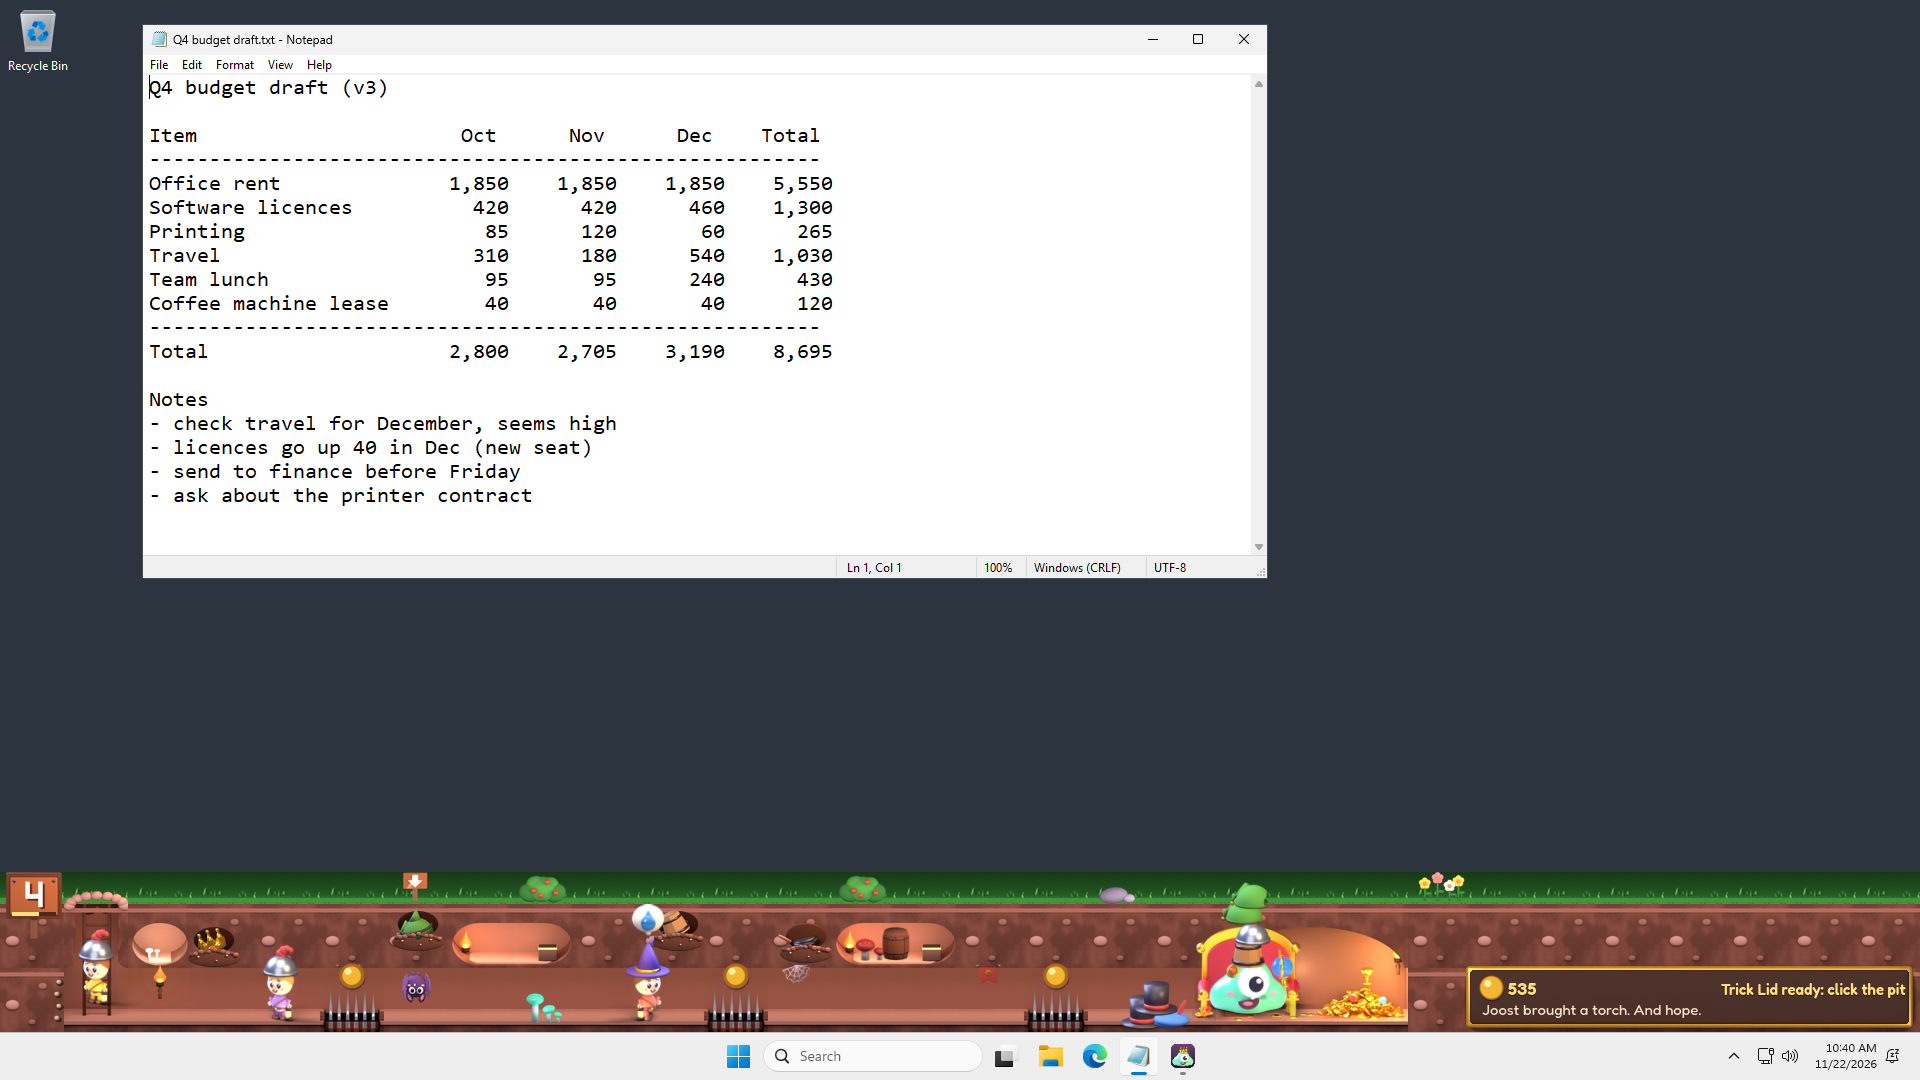 Recycle Bin
Q4 budget draft.txt - Notepad
File Edit Format View Help
Q4 budget draft (v3)
Item Oct Nov Dec Total
--------------------------------------------------------
Office rent 1,850 1,850 1,850 5,550
Software licences 420 420 460 1,300
Printing 85 120 60 265
Travel 310 180 540 1,030
Team lunch 95 95 240 430
Coffee machine lease 40 40 40 120
--------------------------------------------------------
Total 2,800 2,705 3,190 8,695
Notes
- check travel for December, seems high
- licences go up 40 in Dec (new seat)
- send to finance before Friday
- ask about the printer contract
Ln 1, Col 1 100% Windows (CRLF) UTF-8
4
535 Trick Lid ready: click the pit
Joost brought a torch. And hope.
Search
10:40 AM
11/22/2026